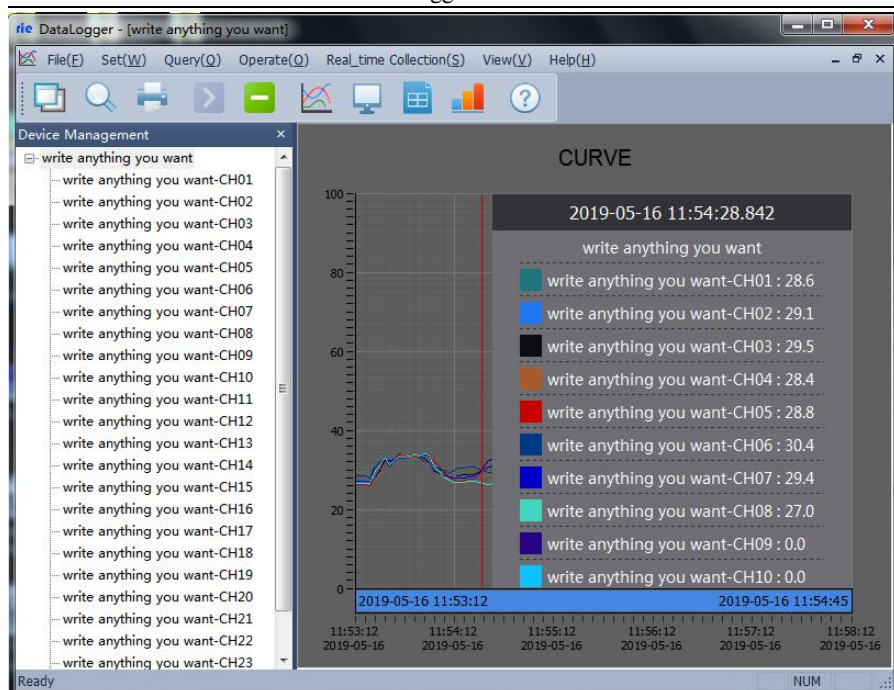 rie DataLogger - [write anything you want]
File(F) Set(W) Query(Q) Operate(O) Real_time Collection(S) View(V) Help(H)
Device Management
write anything you want
write anything you want-CH01
write anything you want-CH02
write anything you want-CH03
write anything you want-CH04
write anything you want-CH05
write anything you want-CH06
write anything you want-CH07
write anything you want-CH08
write anything you want-CH09
write anything you want-CH10
write anything you want-CH11
write anything you want-CH12
write anything you want-CH13
write anything you want-CH14
write anything you want-CH15
write anything you want-CH16
write anything you want-CH17
write anything you want-CH18
write anything you want-CH19
write anything you want-CH20
write anything you want-CH21
write anything you want-CH22
write anything you want-CH23
CURVE
100
80
60
40
20
0
2019-05-16 11:54:28.842
write anything you want
write anything you want-CH01 : 28.6
write anything you want-CH02 : 29.1
write anything you want-CH03 : 29.5
write anything you want-CH04 : 28.4
write anything you want-CH05 : 28.8
write anything you want-CH06 : 30.4
write anything you want-CH07 : 29.4
write anything you want-CH08 : 27.0
write anything you want-CH09 : 0.0
write anything you want-CH10 : 0.0
2019-05-16 11:53:12 2019-05-16 11:54:45
11:53:12 11:54:12 11:55:12 11:56:12 11:57:12 11:58:12
2019-05-16 2019-05-16 2019-05-16 2019-05-16 2019-05-16 2019-05-16
Ready NUM